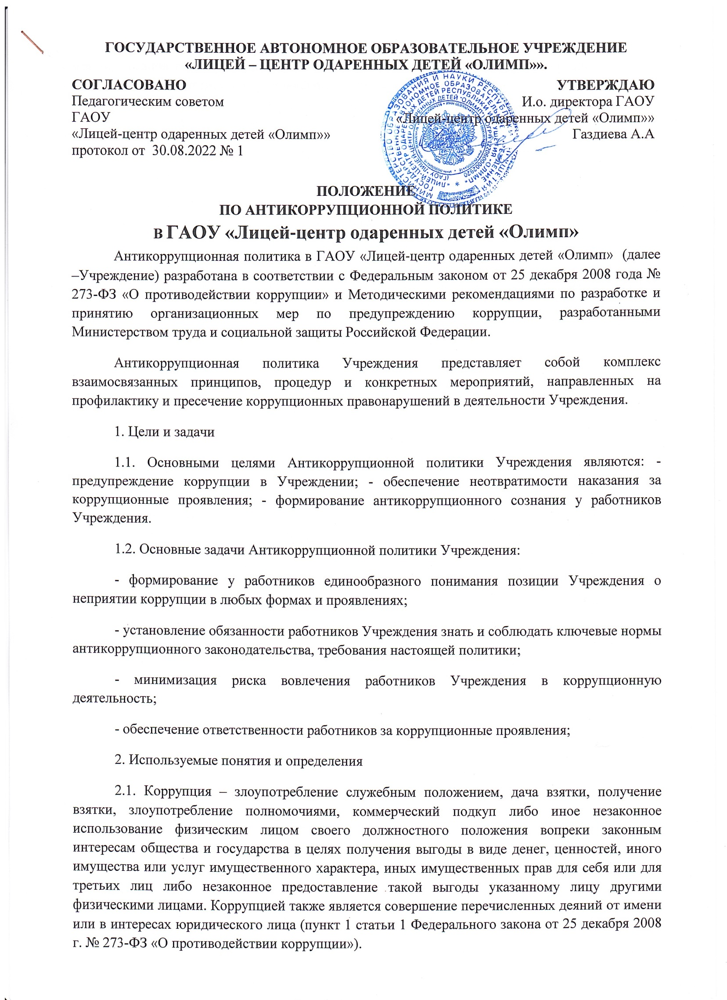 ГОСУДАРСТВЕННОЕ АВТОНОМНОЕ ОБРАЗОВАТЕЛЬНОЕ УЧРЕЖДЕНИЕ
«ЛИЦЕЙ – ЦЕНТР ОДАРЕННЫХ ДЕТЕЙ «ОЛИМП»».
СОГЛАСОВАНО
Педагогическим советом
ГАОУ
«Лицей-центр одаренных детей «Олимп»»
протокол от 30.08.2022 № 1
УТВЕРЖДАЮ
И.о. директора ГАОУ
«Лицей-центр одаренных детей «Олимп»»
Газдиева А.А
ПОЛОЖЕНИЕ
ПО АНТИКОРРУПЦИОННОЙ ПОЛИТИКЕ
в ГАОУ «Лицей-центр одаренных детей «Олимп»
Антикоррупционная политика в ГАОУ «Лицей-центр одаренных детей «Олимп» (далее
–Учреждение) разработана в соответствии с Федеральным законом от 25 декабря 2008 года №
273-ФЗ «О противодействии коррупции» и Методическими рекомендациями по разработке и
принятию организационных мер по предупреждению коррупции, разработанными
Министерством труда и социальной защиты Российской Федерации.
Антикоррупционная политика Учреждения представляет собой комплекс
взаимосвязанных принципов, процедур и конкретных мероприятий, направленных на
профилактику и пресечение коррупционных правонарушений в деятельности Учреждения.
1. Цели и задачи
1.1. Основными целями Антикоррупционной политики Учреждения являются: -
предупреждение коррупции в Учреждении; - обеспечение неотвратимости наказания за
коррупционные проявления; - формирование антикоррупционного сознания у работников
Учреждения.
1.2. Основные задачи Антикоррупционной политики Учреждения:
- формирование у работников единообразного понимания позиции Учреждения о
неприятии коррупции в любых формах и проявлениях;
- установление обязанности работников Учреждения знать и соблюдать ключевые нормы
антикоррупционного законодательства, требования настоящей политики;
- минимизация риска вовлечения работников Учреждения в коррупционную
деятельность;
- обеспечение ответственности работников за коррупционные проявления;
2. Используемые понятия и определения
2.1. Коррупция – злоупотребление служебным положением, дача взятки, получение
взятки, злоупотребление полномочиями, коммерческий подкуп либо иное незаконное
использование физическим лицом своего должностного положения вопреки законным
интересам общества и государства в целях получения выгоды в виде денег, ценностей, иного
имущества или услуг имущественного характера, иных имущественных прав для себя или для
третьих лиц либо незаконное предоставление такой выгоды указанному лицу другими
физическими лицами. Коррупцией также является совершение перечисленных деяний от имени
или в интересах юридического лица (пункт 1 статьи 1 Федерального закона от 25 декабря 2008
г. № 273-ФЗ «О противодействии коррупции»).